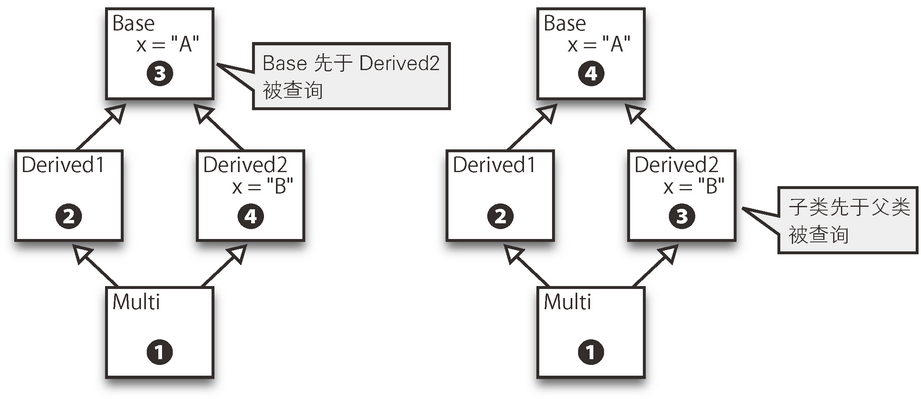 Base
x = "A"
❸
Base 先于 Derived2
被查询
Derived1
❷
Derived2
x = "B"
❹
Multi
❶
Base
x = "A"
❹
Derived1
❷
Derived2
x = "B"
❸
子类先于父类
被查询
Multi
❶